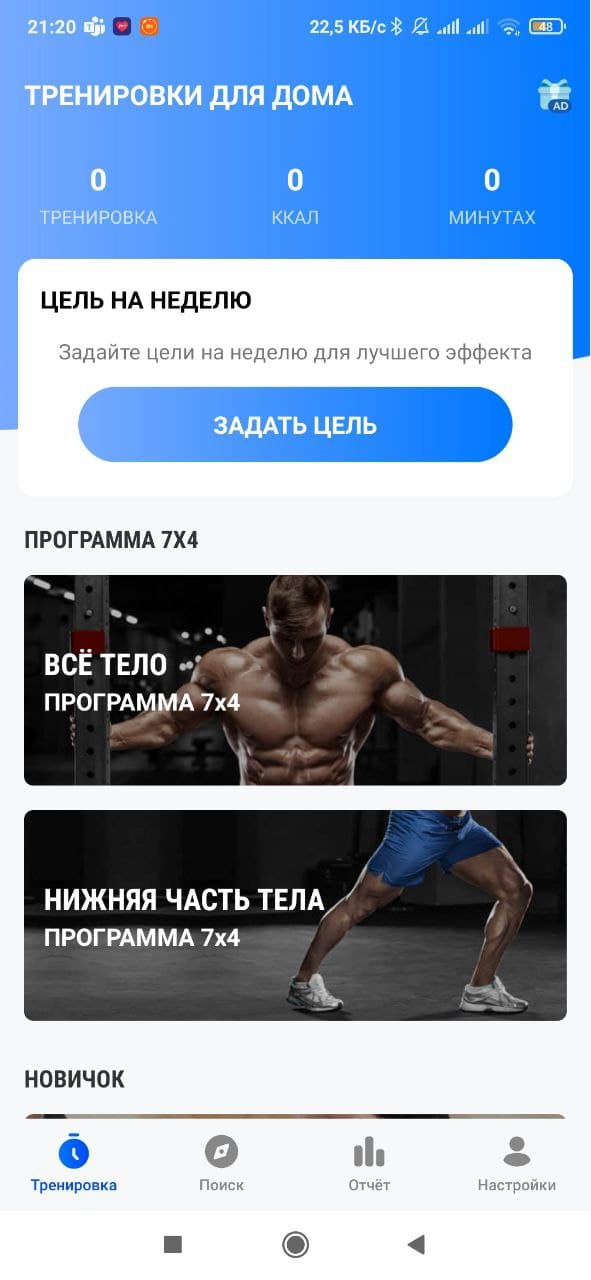 21:20
22,5 КБ/с
48
ТРЕНИРОВКИ ДЛЯ ДОМА
AD
0
0
0
ТРЕНИРОВКА
ККАЛ
МИНУТАХ
ЦЕЛЬ НА НЕДЕЛЮ
Задайте цели на неделю для лучшего эффекта
ЗАДАТЬ ЦЕЛЬ
ПРОГРАММА 7X4
ВСЁ ТЕЛО
ПРОГРАММА 7x4
НИЖНЯЯ ЧАСТЬ ТЕЛА
ПРОГРАММА 7x4
НОВИЧОК
Тренировка
Поиск
Отчёт
Настройки